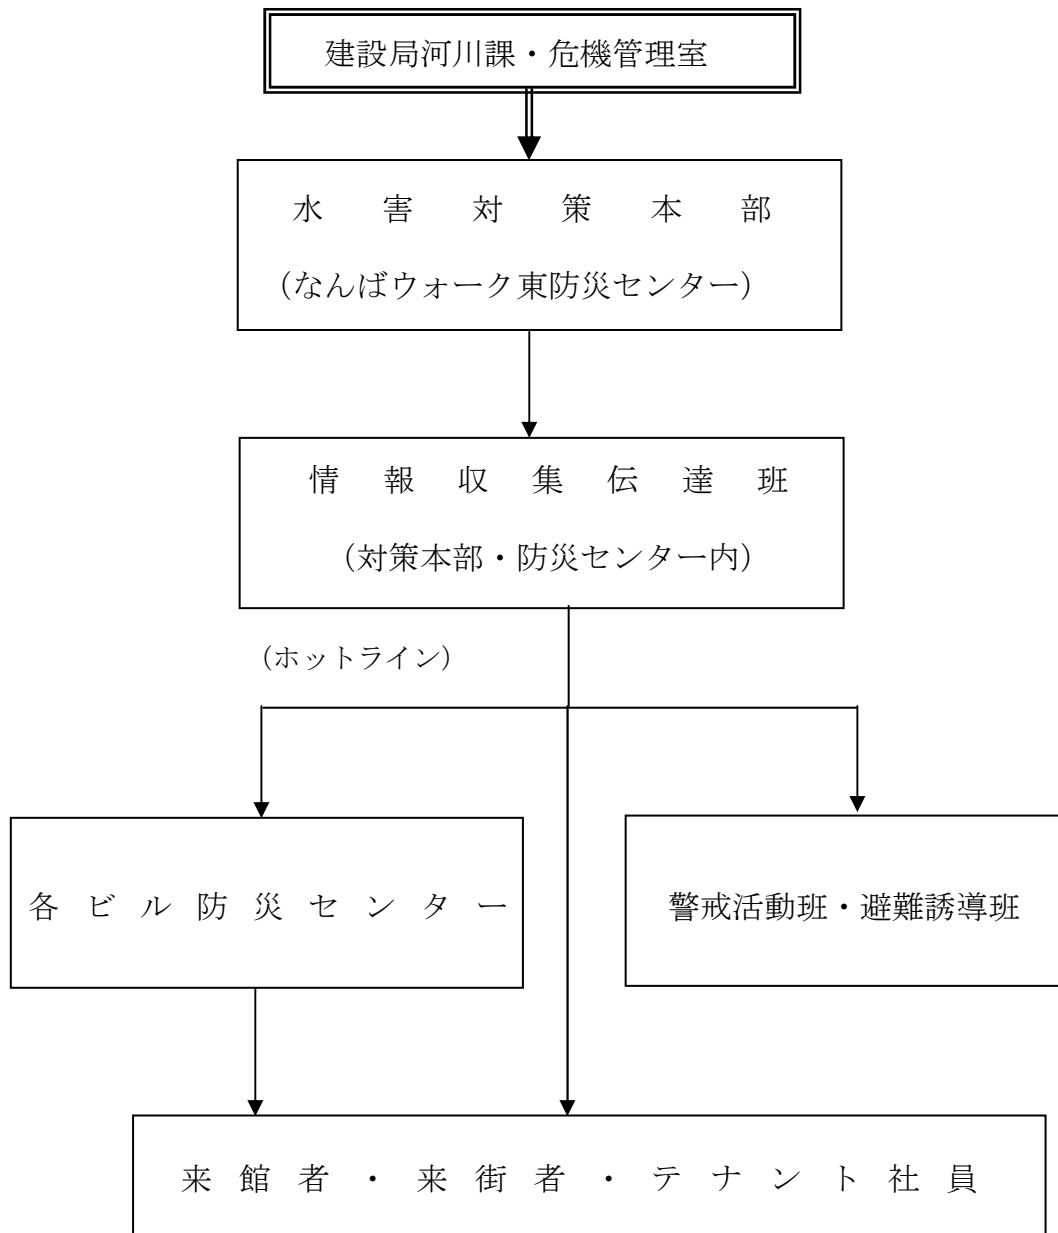 建設局河川課・危機管理室
水害対策本部
（なんばウォーク東防災センター）
情報収集伝達班
（対策本部・防災センター内）
（ホットライン）
各ビル防災センター
警戒活動班・避難誘導班
来館者・来街者・テナント社員